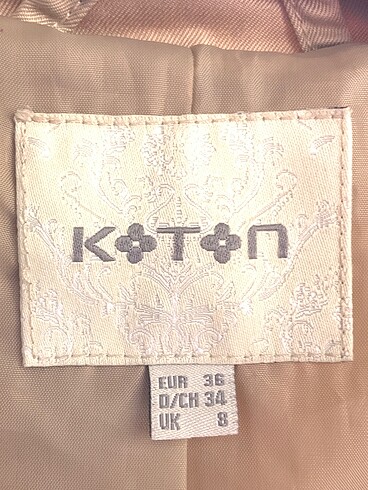 KOTON
EUR 36
D/CH 34
UK 8